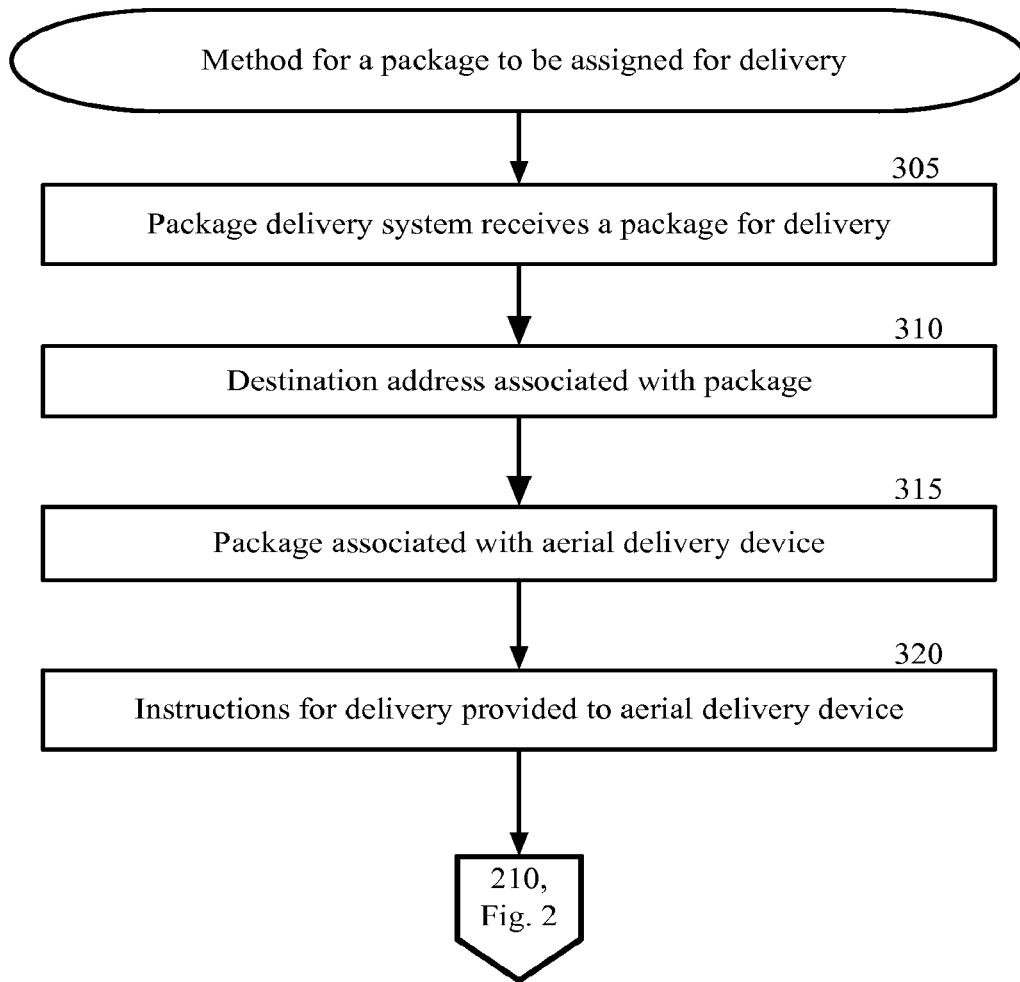 Method for a package to be assigned for delivery
305
Package delivery system receives a package for delivery
310
Destination address associated with package
315
Package associated with aerial delivery device
320
Instructions for delivery provided to aerial delivery device
210,
Fig. 2